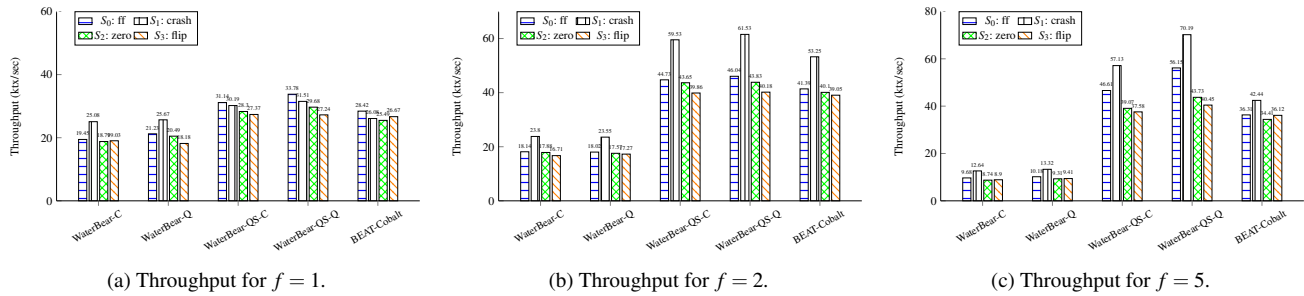 60
40
20
0
Throughput (ktx/sec)
S0: ff S1: crash
S2: zero S3: flip
19.45 25.08 18.79 19.03
21.23 25.67 20.49 18.18
31.14 30.19 28.3 27.37
33.78 31.51 29.68 27.24
28.42 26.08 25.49 26.67
WaterBear-C
WaterBear-Q
WaterBear-QS-C
WaterBear-QS-Q
BEAT-Cobalt
(a) Throughput for f = 1.
80
60
40
20
0
Throughput (ktx/sec)
S0: ff S1: crash
S2: zero S3: flip
18.14 23.8 17.88 16.71
18.02 23.55 17.57 17.27
44.73 59.53 43.65 39.86
46.04 61.53 43.83 40.18
41.39 53.25 40.1 39.05
WaterBear-C
WaterBear-Q
WaterBear-QS-C
WaterBear-QS-Q
BEAT-Cobalt
(b) Throughput for f = 2.
80
60
40
20
0
Throughput (ktx/sec)
S0: ff S1: crash
S2: zero S3: flip
9.68 12.64 8.74 8.9
10.18 13.32 9.31 9.41
46.61 57.13 39.07 37.58
56.15 70.19 43.73 40.45
36.31 42.44 34.41 36.12
WaterBear-C
WaterBear-Q
WaterBear-QS-C
WaterBear-QS-Q
BEAT-Cobalt
(c) Throughput for f = 5.